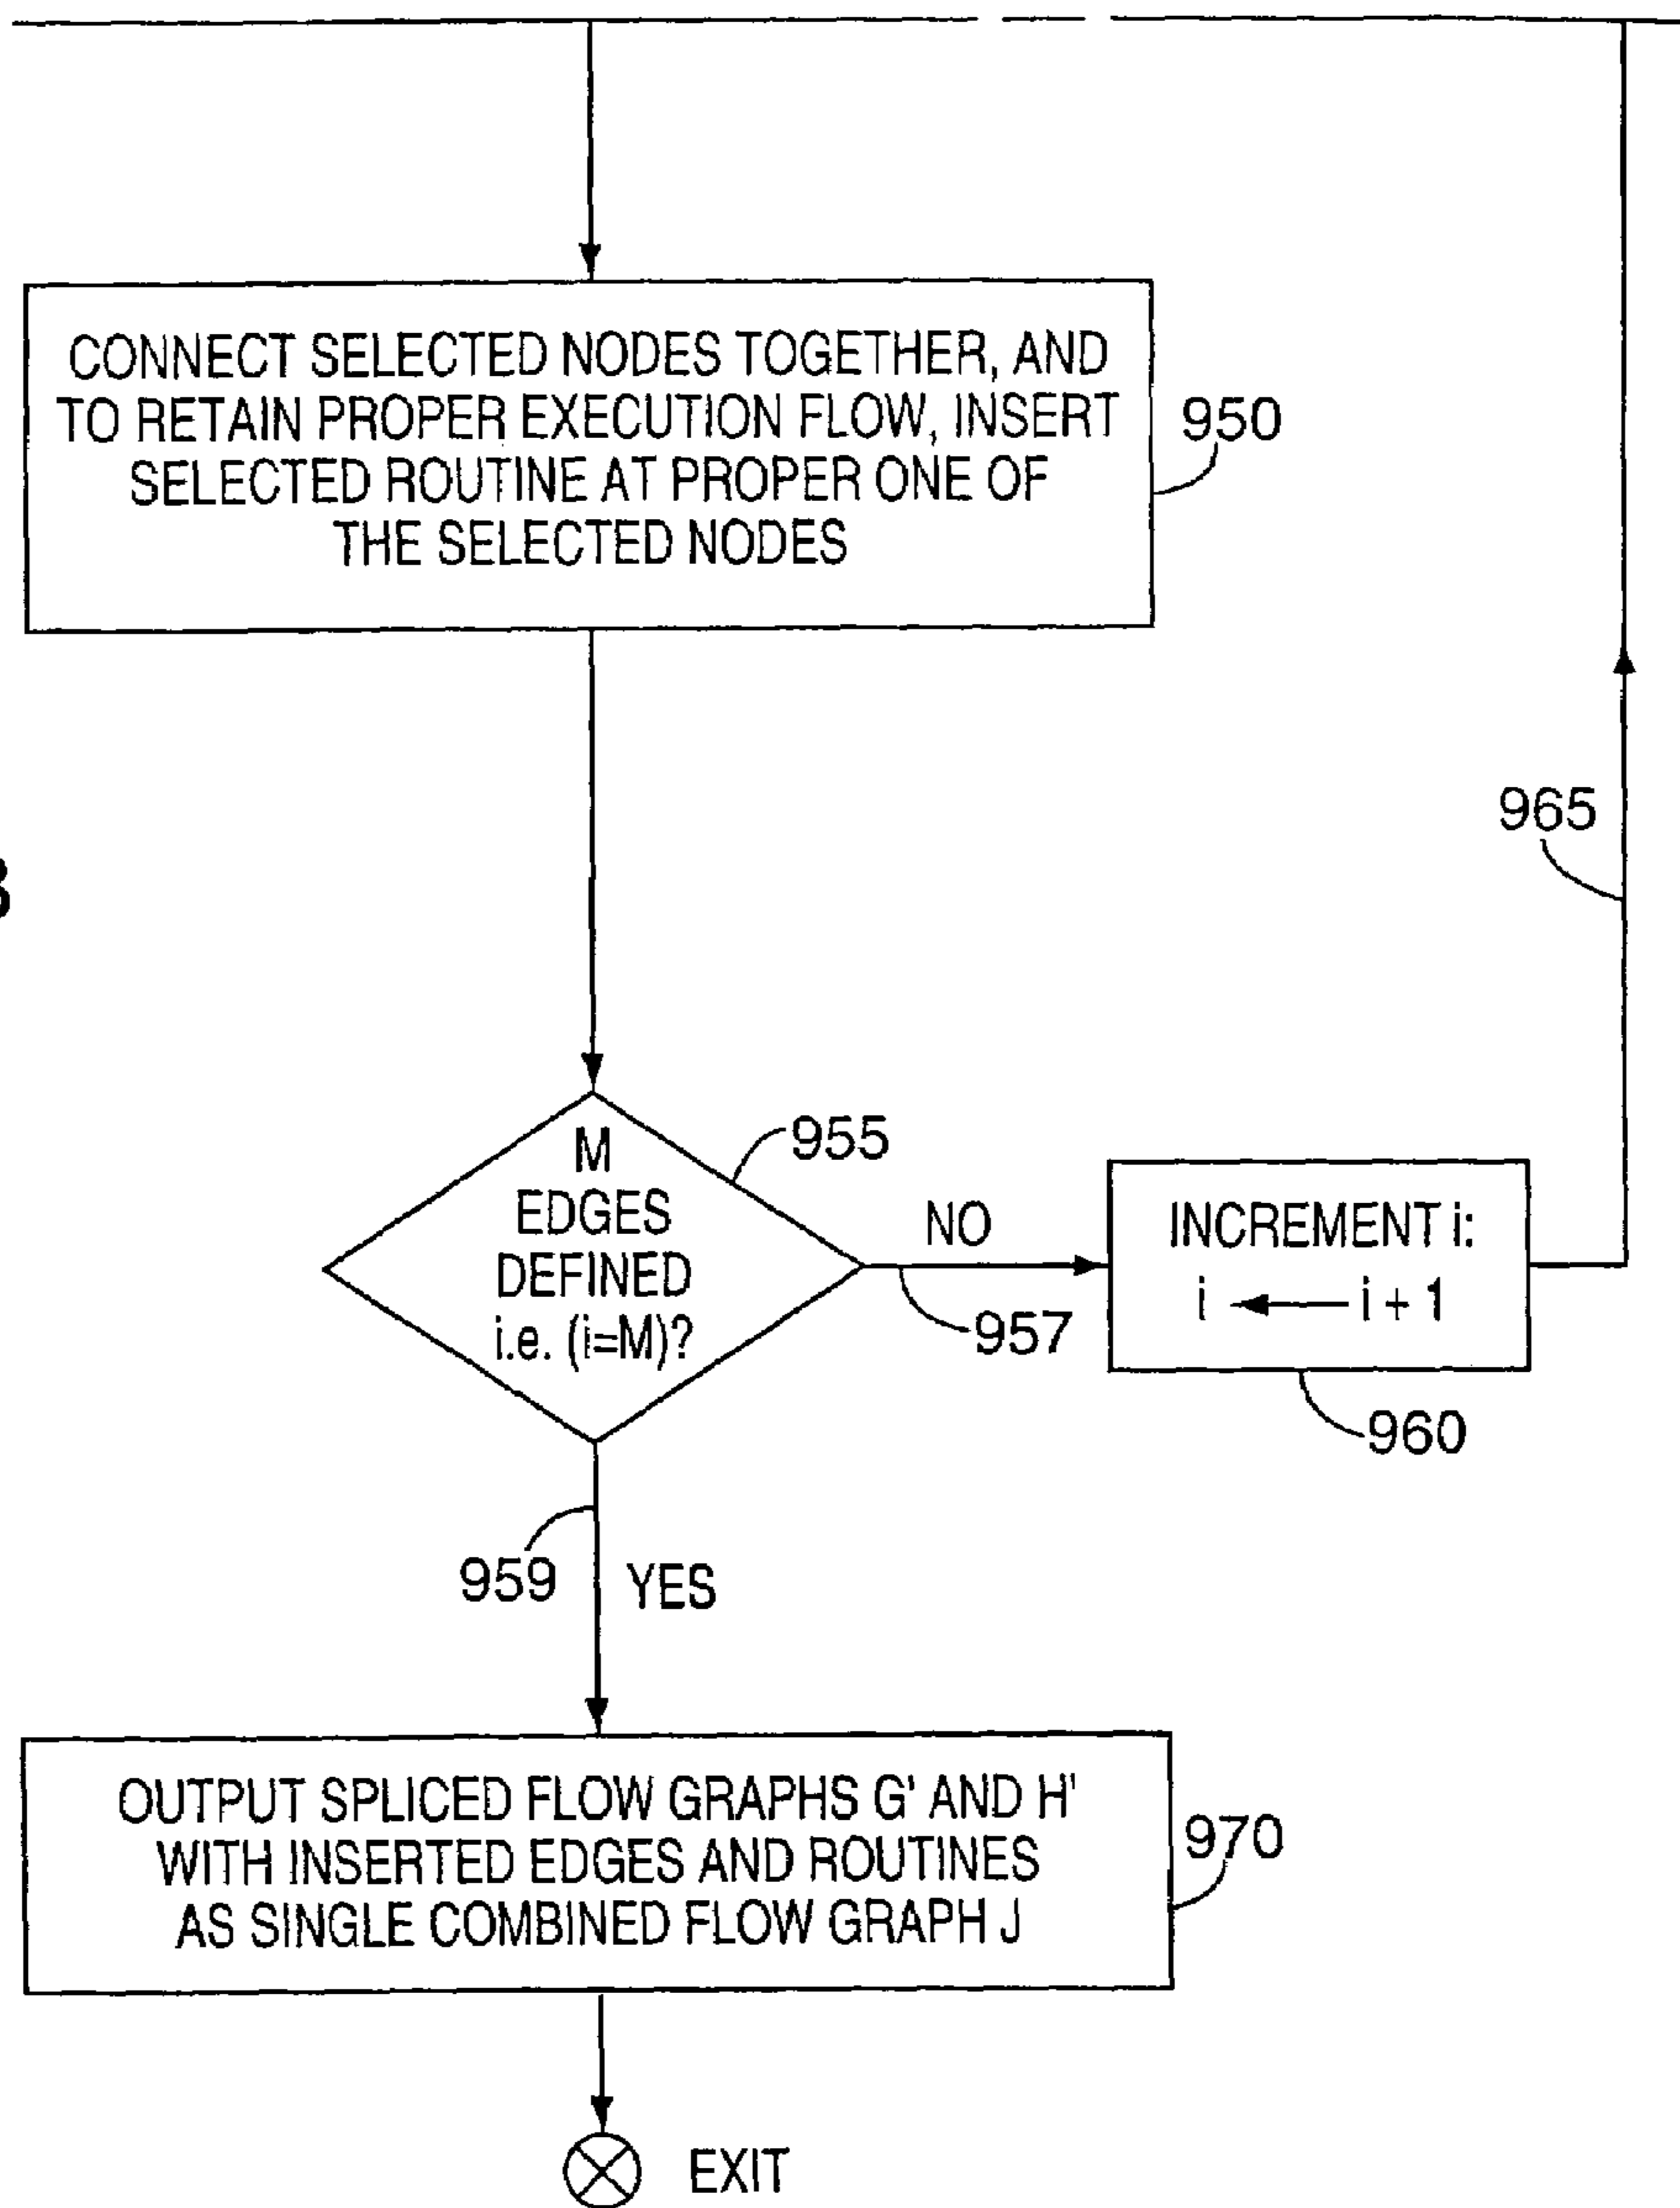 CONNECT SELECTED NODES TOGETHER, AND
TO RETAIN PROPER EXECUTION FLOW, INSERT
SELECTED ROUTINE AT PROPER ONE OF
THE SELECTED NODES
950
965
M
EDGES
DEFINED
i.e. (i=M)?
955
NO
957
INCREMENT i:
i ← i + 1
960
959
YES
OUTPUT SPLICED FLOW GRAPHS G' AND H'
WITH INSERTED EDGES AND ROUTINES
AS SINGLE COMBINED FLOW GRAPH J
970
EXIT